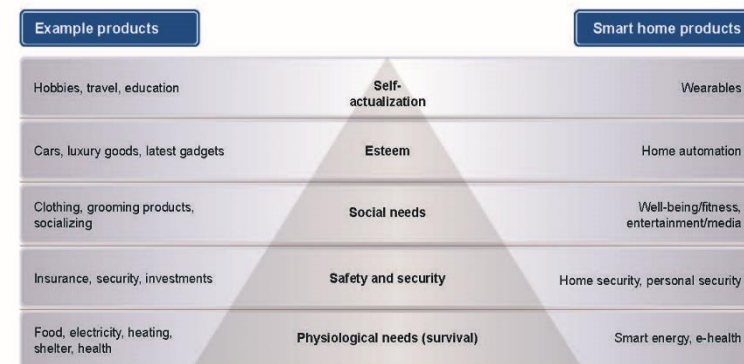 Example products
Smart home products
Hobbies, travel, education
Self-
actualization
Wearables
Cars, luxury goods, latest gadgets
Esteem
Home automation
Clothing, grooming products,
socializing
Social needs
Well-being/fitness,
entertainment/media
Insurance, security, investments
Safety and security
Home security, personal security
Food, electricity, heating,
shelter, health
Physiological needs (survival)
Smart energy, e-health